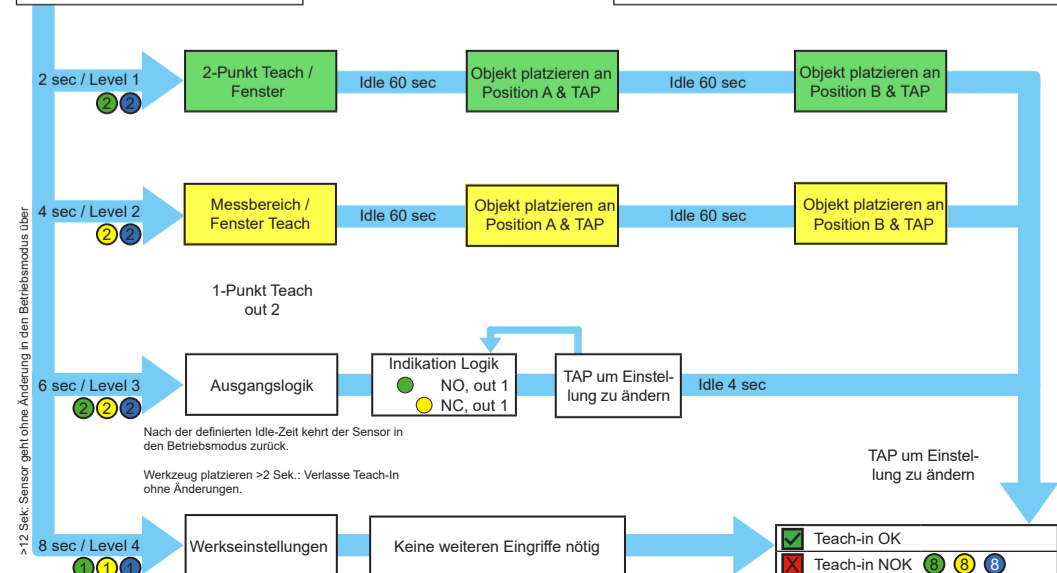 2 sec / Level 1
2 2
2-Punkt Teach /
Fenster
Idle 60 sec
Objekt platzieren an
Position A & TAP
Idle 60 sec
Objekt platzieren an
Position B & TAP
4 sec / Level 2
2 2
Messbereich /
Fenster Teach
Idle 60 sec
Objekt platzieren an
Position A & TAP
Idle 60 sec
Objekt platzieren an
Position B & TAP
1-Punkt Teach
out 2
6 sec / Level 3
2 2 2
Ausgangslogik
Indikation Logik
NO, out 1
NC, out 1
TAP um Einstel-
lung zu ändern
Idle 4 sec
Nach der definierten Idle-Zeit kehrt der Sensor in
den Betriebsmodus zurück.
Werkzeug platzieren >2 Sek.: Verlasse Teach-In
ohne Änderungen.
TAP um Einstel-
lung zu ändern
>12 Sek: Sensor geht ohne Änderung in den Betriebsmodus über
8 sec / Level 4
1 1 1
Werkseinstellungen
Keine weiteren Eingriffe nötig
Teach-in OK
Teach-in NOK 8 8 8